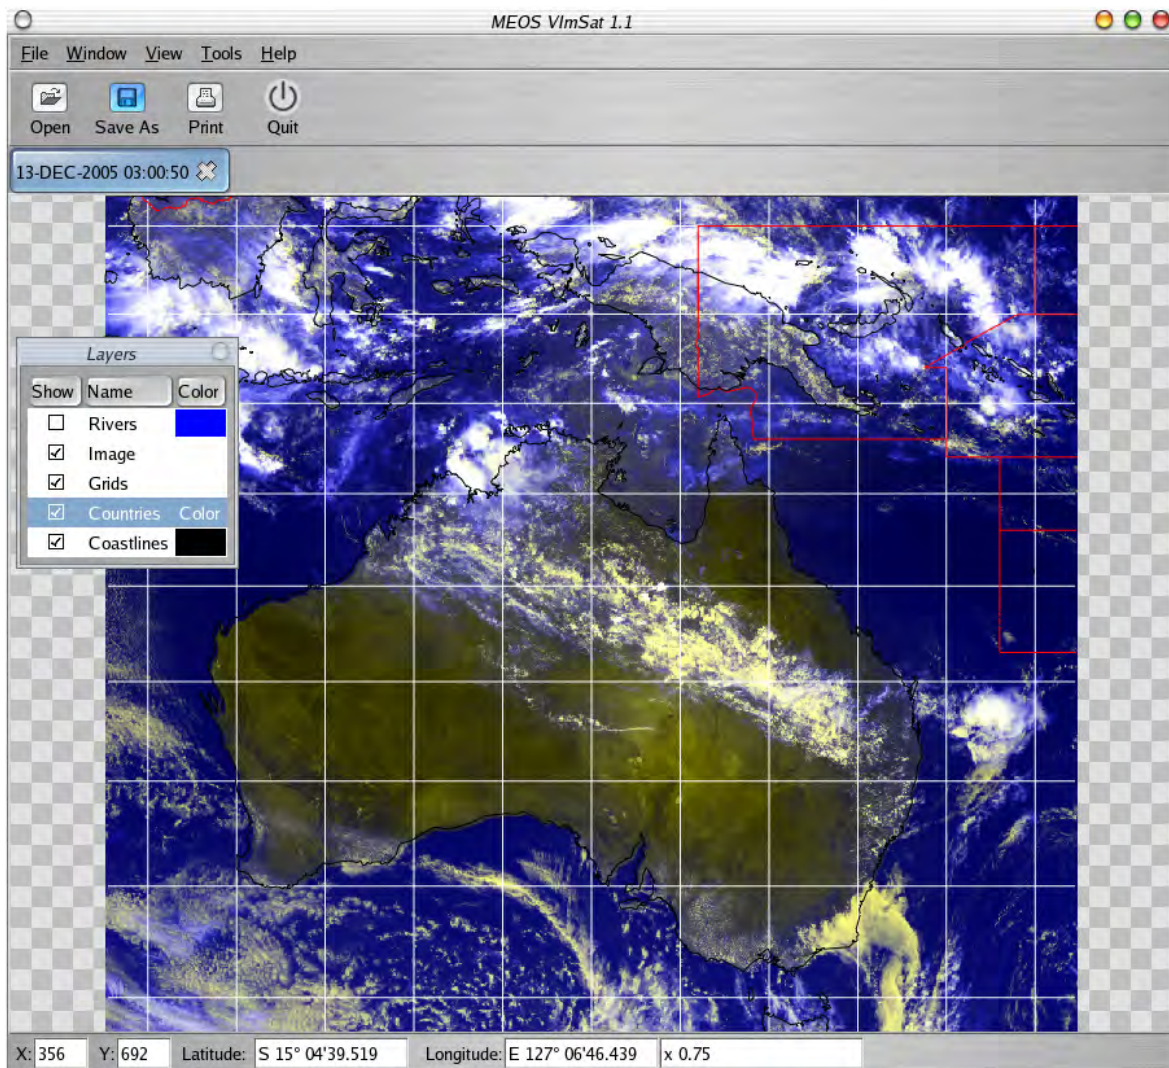 MEOS VImSat 1.1
File Window View Tools Help
Open Save As Print Quit
13-DEC-2005 03:00:50
Layers
Show Name Color
Rivers
Image
Grids
Countries Color
Coastlines
X: 356 Y: 692 Latitude: S 15° 04'39.519 Longitude: E 127° 06'46.439 x 0.75